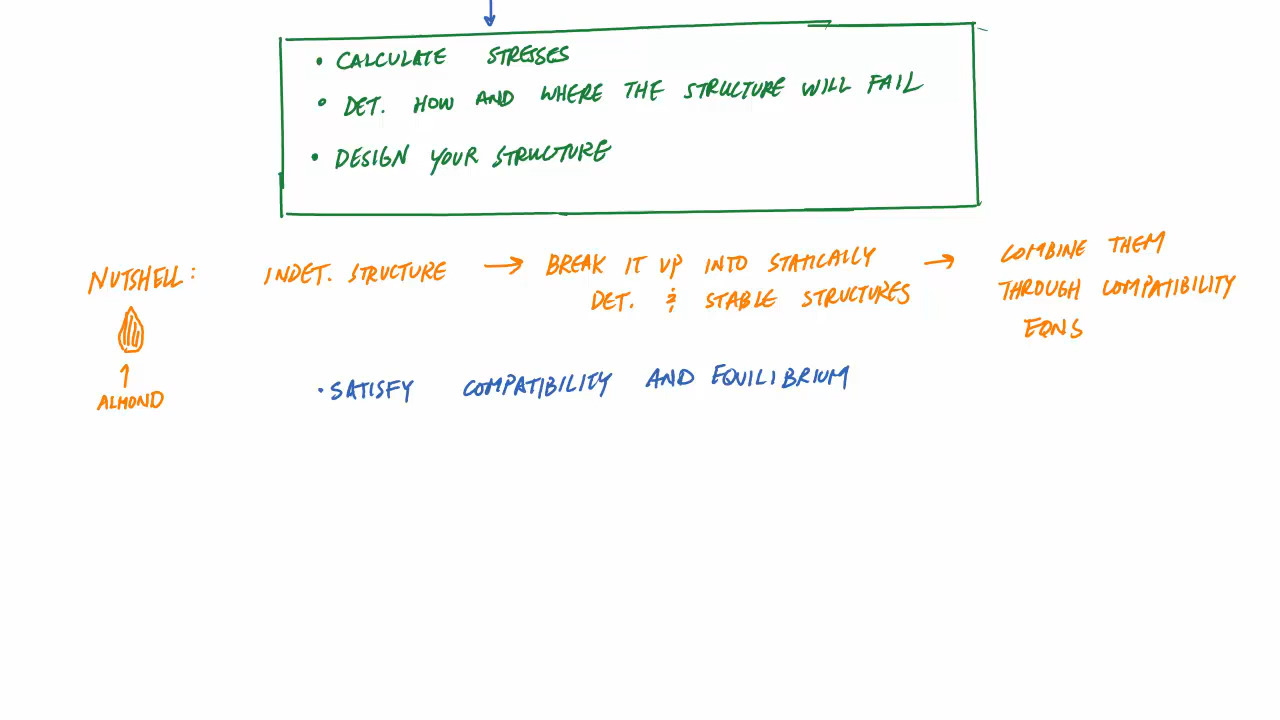 • CALCULATE STRESSES
• DET. HOW AND WHERE THE STRUCTURE WILL FAIL
• DESIGN YOUR STRUCTURE
NUTSHELL: INDET. STRUCTURE → BREAK IT UP INTO STATICALLY DET. & STABLE STRUCTURES → COMBINE THEM THROUGH COMPATIBILITY EQNS
↑
ALMOND
• SATISFY COMPATIBILITY AND EQUILIBRIUM